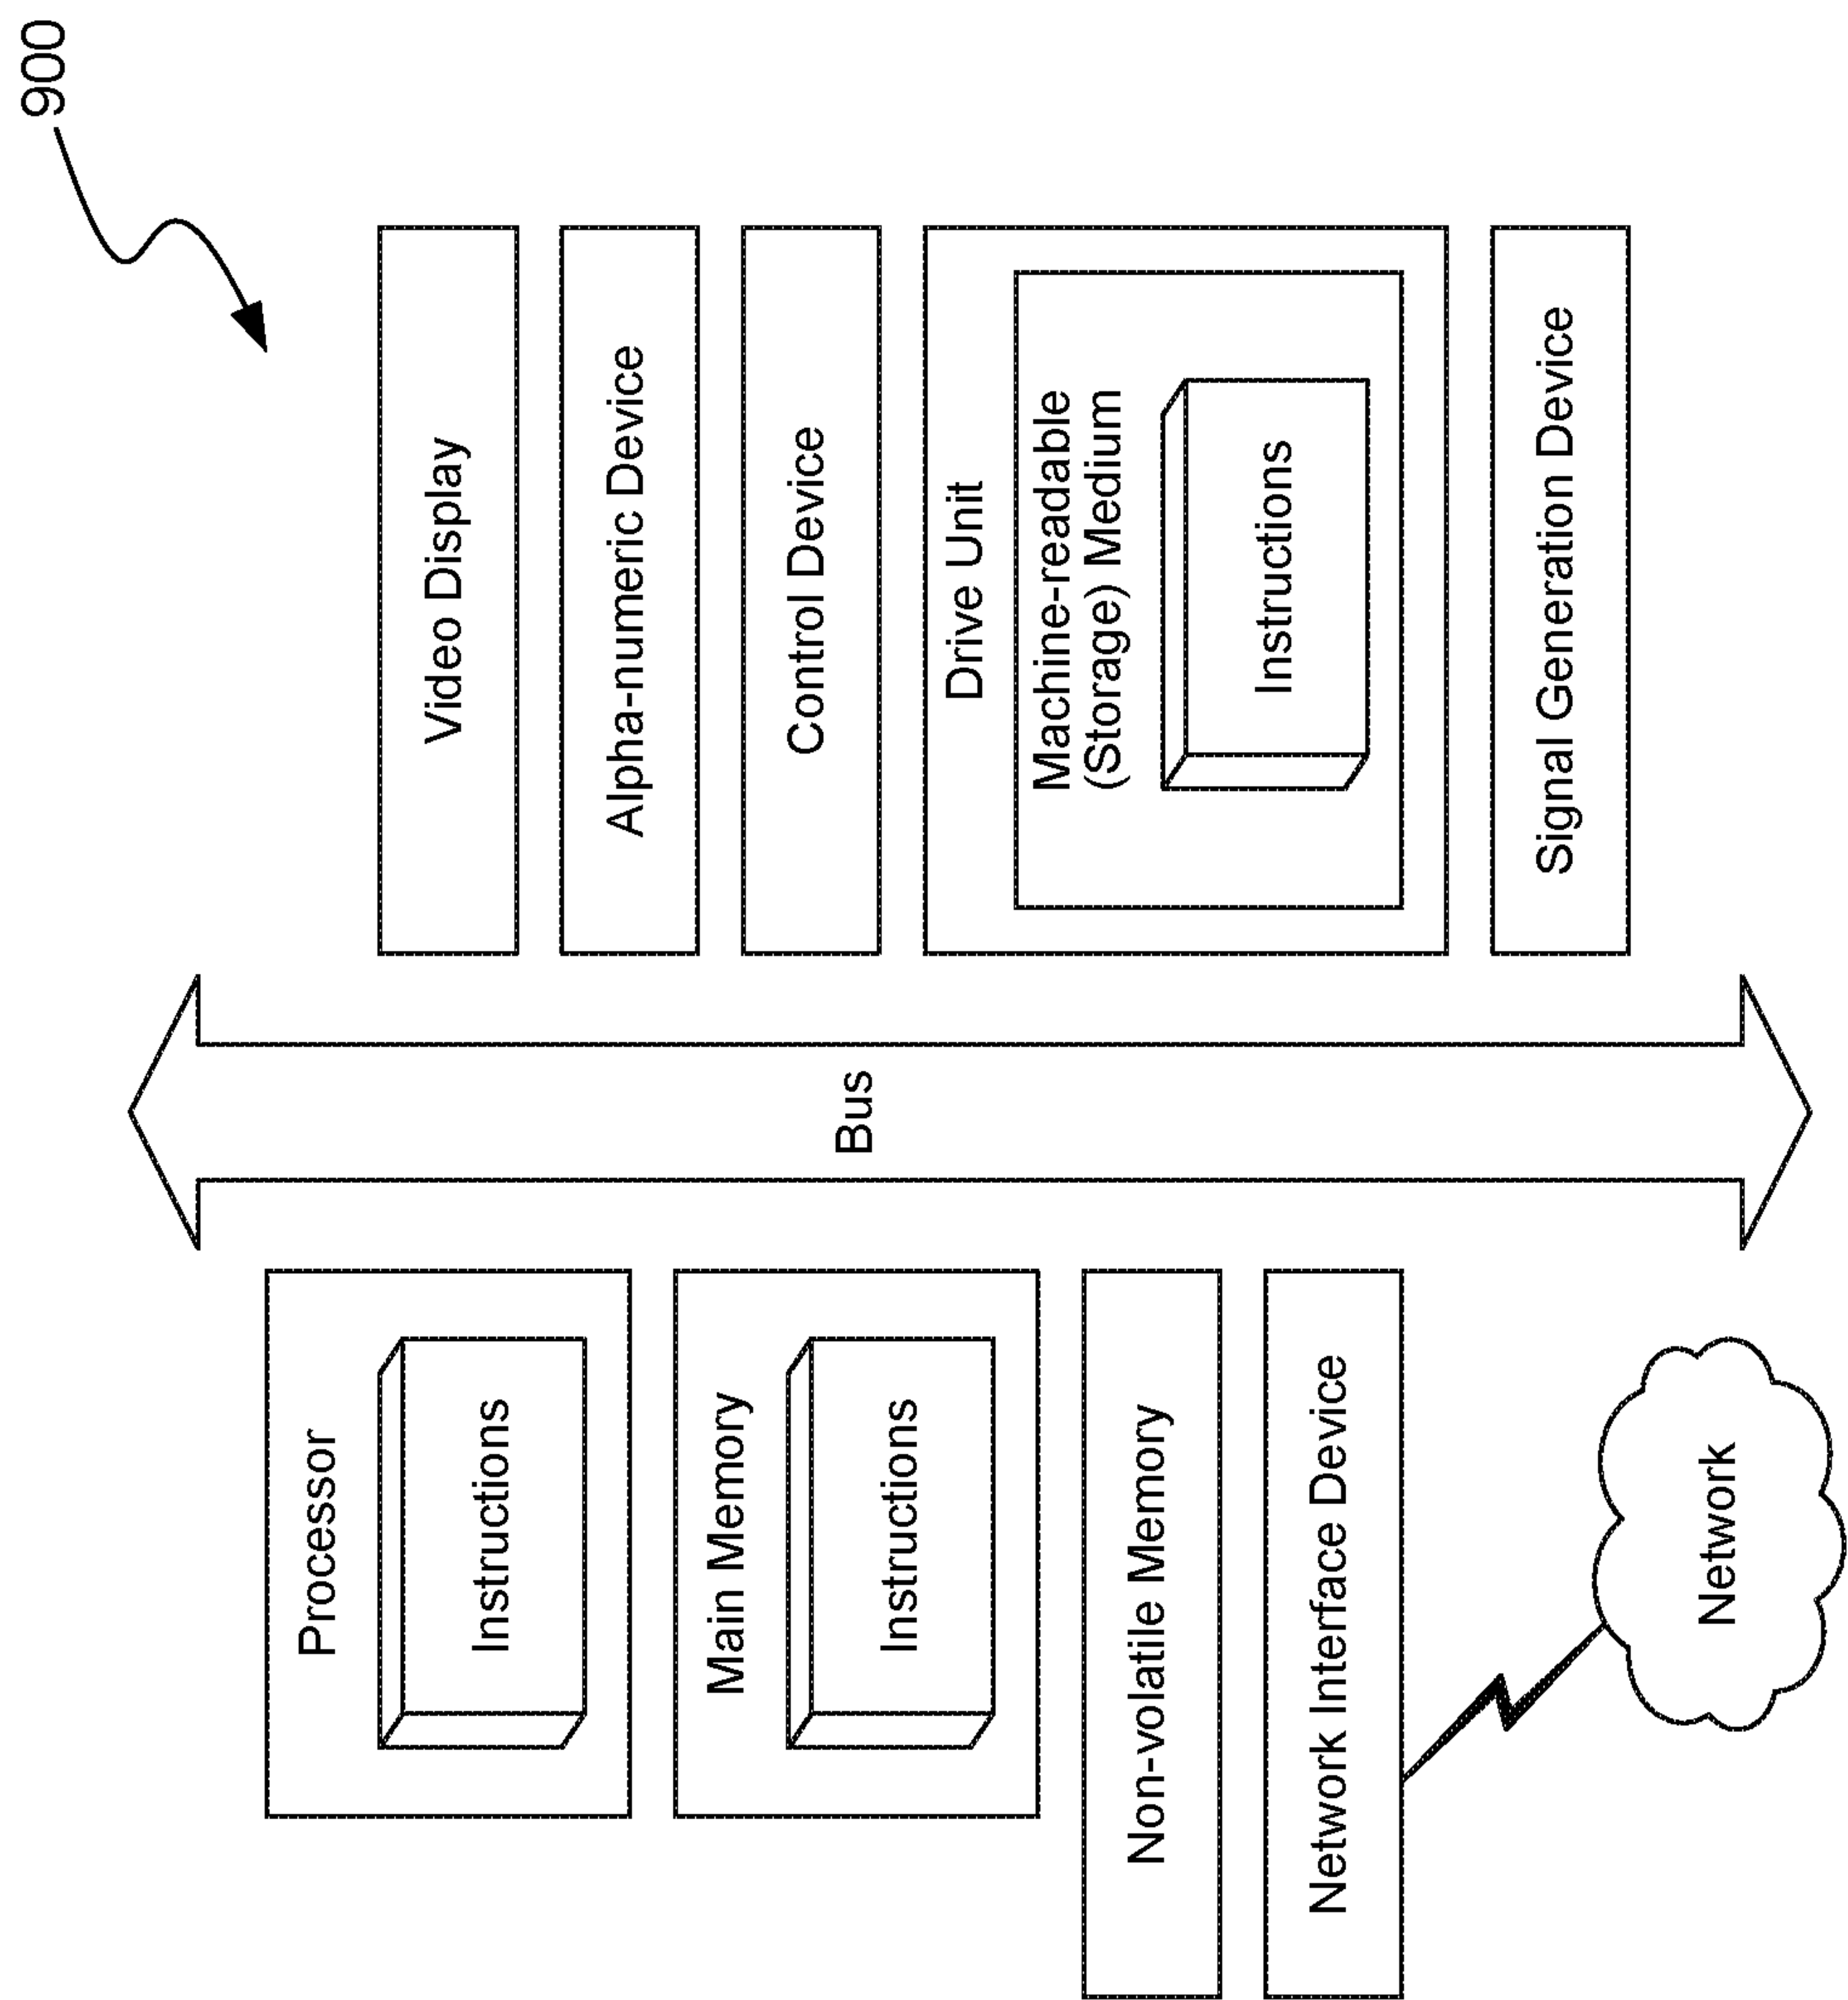 900
Processor
Instructions
Main Memory
Instructions
Non-volatile Memory
Network Interface Device
Network
Bus
Video Display
Alpha-numeric Device
Control Device
Drive Unit
Machine-readable
(Storage) Medium
Instructions
Signal Generation Device